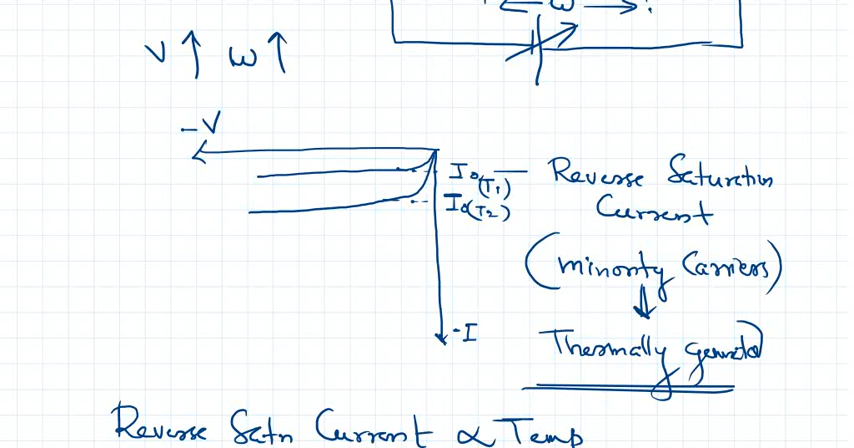 ← W →
V ↑ W ↑
-V
I₀(T₁) — Reverse Saturation
I₀(T₂) Current
(minority Carriers)
↓
-I
Thermally generated
Reverse Satn Current ∝ Temp